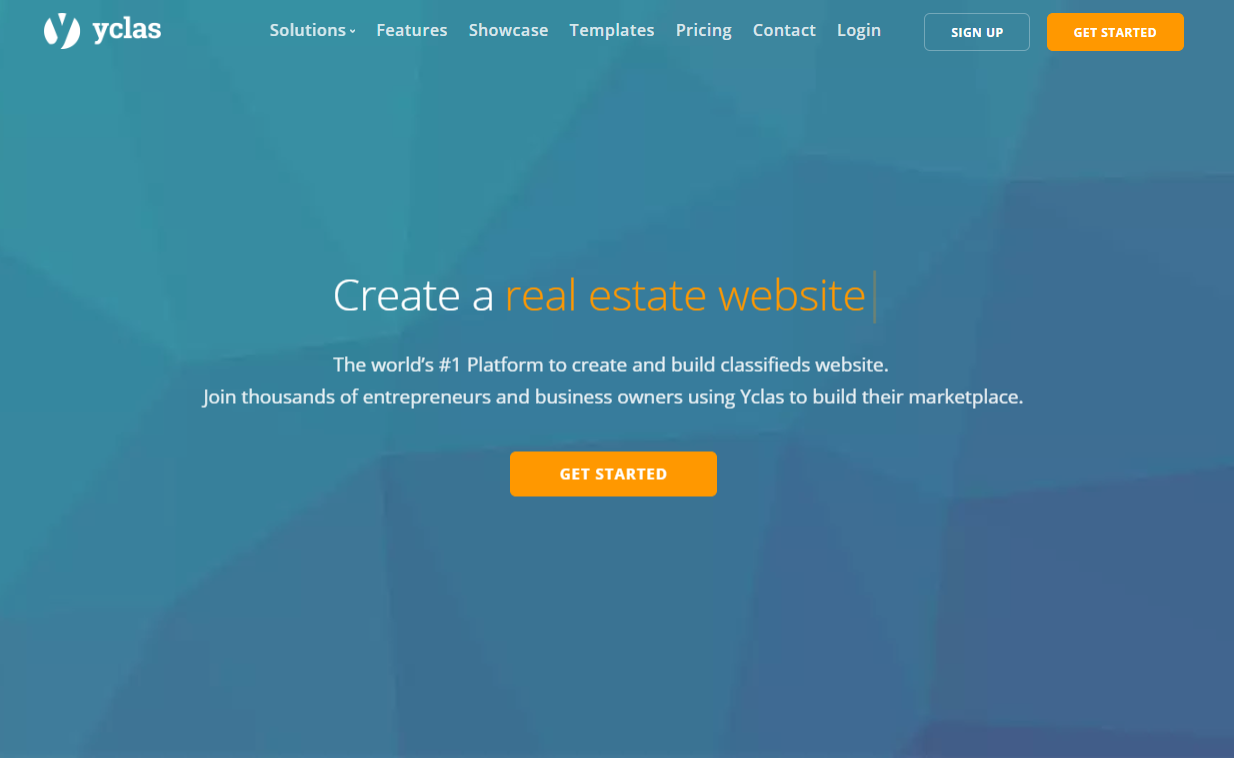 yclas
Solutions Features Showcase Templates Pricing Contact Login SIGN UP GET STARTED
Create a real estate website
The world’s #1 Platform to create and build classifieds website.
Join thousands of entrepreneurs and business owners using Yclas to build their marketplace.
GET STARTED